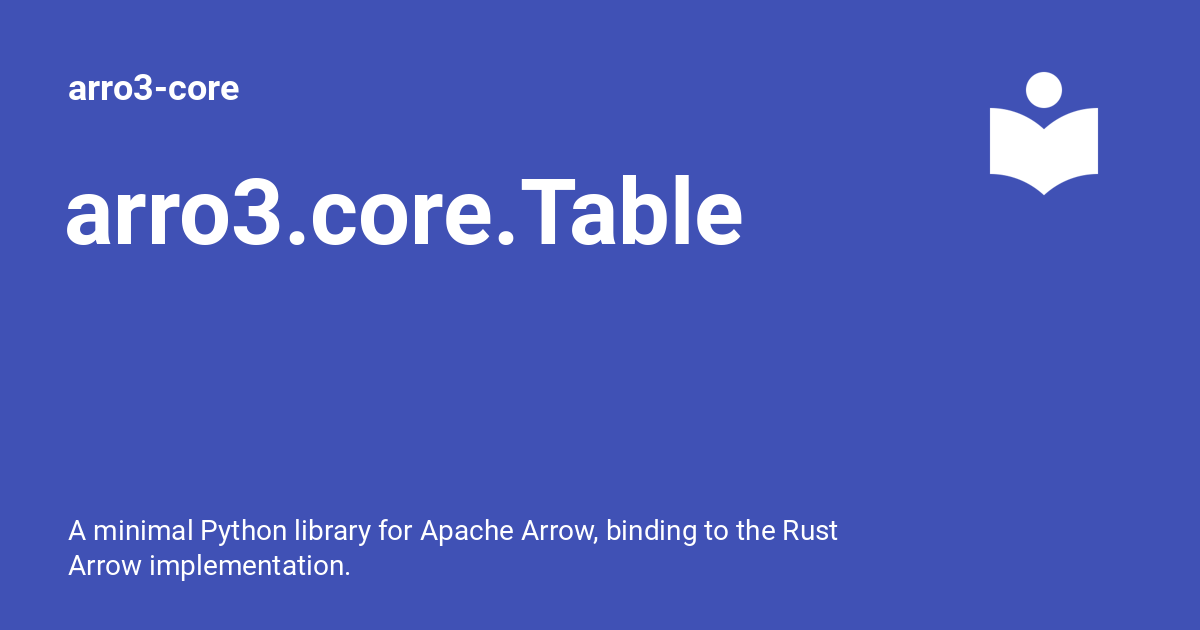 arro3-core
arro3.core.Table
A minimal Python library for Apache Arrow, binding to the Rust
Arrow implementation.